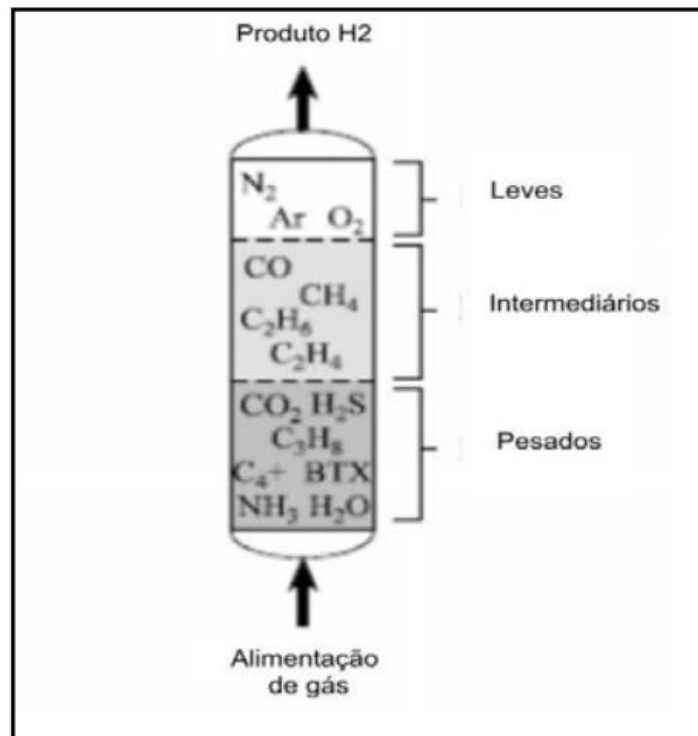 Produto H2
N₂
Ar O₂
Leves
CO
CH₄
C₂H₆
C₂H₄
Intermediários
CO₂ H₂S
C₃H₈
C₄+ BTX
NH₃ H₂O
Pesados
Alimentação
de gás